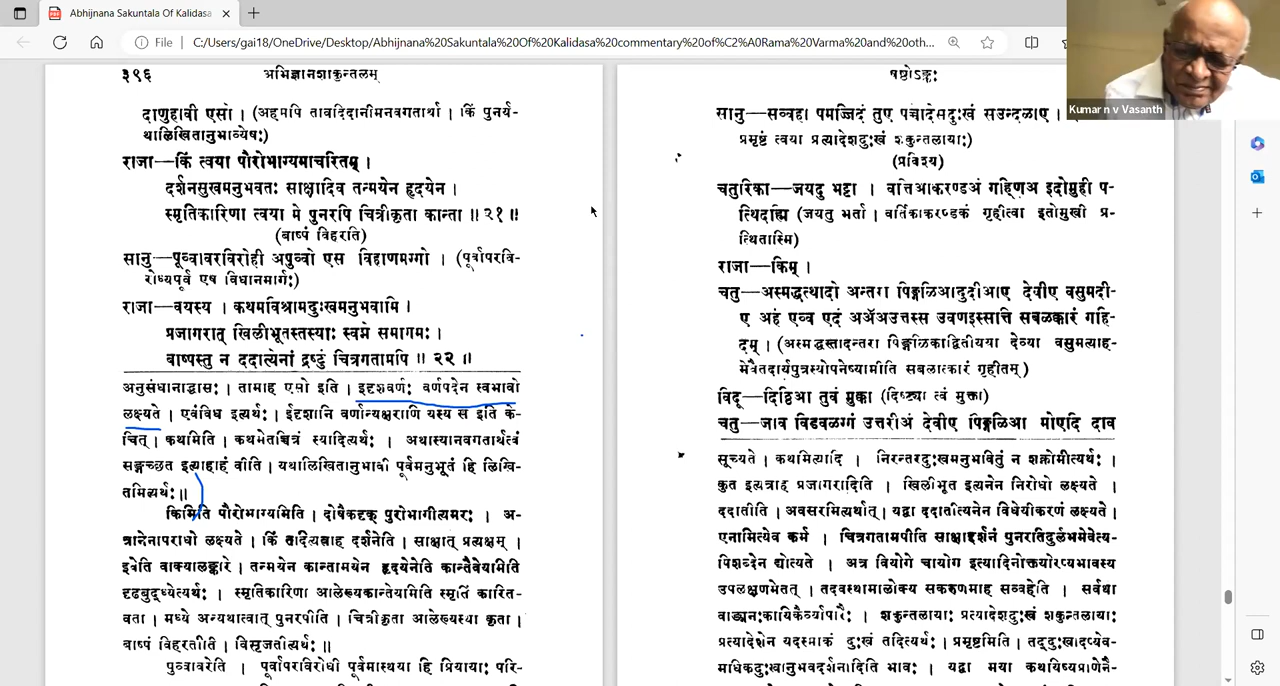 Abhijnana Sakuntala Of Kalidasa
File
C:/Users/gai18/OneDrive/Desktop/Abhijnana%20Sakuntala%20Of%20Kalidasa%20commentary%20of%C2%A0Rama%20Varma%20and%20oth...
Kumar n v Vasanth
३९६
अभिज्ञानशाकुन्तलम्
दाणुहावी एसो । (अहमपि तावदिदानीमनवगतार्था । किं पुनर्य-
थालिखितानुभाव्येषः)
राजा—किं त्वया पौरोभाग्यमाचरितम् ।
दर्शनसुखमनुभवतः साक्षादिव तन्मयेन हृदयेन ।
स्मृतिकारिणा त्वया मे पुनरपि चित्रीकृता कान्ता ॥ २१ ॥
(बाष्पं विहरति)
सानु—पूव्वावरविरोही अपुव्वो एस विहाणमग्गो । (पूर्वापरवि-
रोध्यपूर्व एष विधानमार्गः)
राजा—वयस्य । कथमविश्रामदुःखमनुभवामि ।
प्रजागरात् खिलीभूतस्तस्याः स्वप्ने समागमः ।
बाष्पस्तु न ददात्येनां द्रष्टुं चित्रगतामपि ॥ २२ ॥
अनुसंधानाद्भासः । तामाह एसो इति । इदृशवर्णः वर्णपदेन स्वभावो
लक्ष्यते । एवंविध इत्यर्थः । ईदृशानि वर्णान्यक्षराणि यस्य स इति के-
चित् । कथमिति । कथमेतच्चित्रं स्यादित्यर्थः । अथास्यानवगतार्थत्वं
सङ्गच्छत इत्याहाहं वीति । यथालिखितानुभावी पूर्वमनुभूतं हि लिखि-
तमित्यर्थः ॥
किमिति पौरोभाग्यमिति । दोषैकदृक् पुरोभागीत्यमरः । अ-
त्रानेनापराधो लक्ष्यते । किं तदित्यत्राह दर्शनेति । साक्षात् प्रत्यक्षम् ।
इवेति वाक्यालङ्कारे । तन्मयेन कान्तामयेन हृदयेनेति कान्तैवेयमिति
दृढबुद्ध्येत्यर्थः । स्मृतिकारिणा आलेख्यकान्तेयामिति स्मृतिं कारित-
वता । मध्ये अन्यथात्वात् पुनरपीति । चित्रीकृता आलेख्यस्था कृता ।
बाष्पं विहरतीति । विसृजतीत्यर्थः ॥
पुव्वावरेति । पूर्वापराविरोधी पूर्वमास्थया हि प्रियायाः परि-
षष्ठोऽङ्कः
सानु—सव्वहा पमज्जिदं तुए पच्चादेसदुःखं सउन्दळाए ।
प्रमृष्टं त्वया प्रत्यादेशदुःखं शकुन्तलायाः)
(प्रविश्य)
चतुरिका—जयदु भट्टा । वत्तिआकरण्डअं गह्णिअ इदोमुही प-
त्थिदह्मि (जयतु भर्ता । वर्तिकाकरण्डकं गृहीत्वा इतोमुखी प्र-
त्थितास्मि)
राजा—किम् ।
चतु—अस्मद्धत्थादो अन्तरा पिङ्गळिआदुदीआए देवीए वसुमदी-
ए अहं एव्व एदं अॲअउत्तस्स उवणइस्सात्ति सबळक्कारं गहि-
दम् । (अस्मद्धस्तादन्तरा पिङ्गलिकाद्वितीयया देव्या वसुमत्याह-
मेवैतदार्यपुत्रस्योपनेष्यामीति सबलात्कारं गृहीतम्)
विदू—दिट्ठिआ तुवं मुक्का (दिष्ट्या त्वं मुक्ता)
चतु—जाव विडवळग्गं उत्तरीअं देवीए पिङ्गळिआ मोएदि दाव
सूच्यते । कथमित्यादि । निरन्तरदुःखमनुभवितुं न शक्नोमीत्यर्थः ।
कुत इत्यत्राह प्रजागरादिति । खिलीभूत इत्यनेन निरोधो लक्ष्यते ।
ददातीति । अवसरमित्यर्थात् । यद्वा ददातीत्यनेन विधेयीकरणं लक्ष्यते ।
एनामित्येव कर्म । चित्रगतामपीति साक्षाद्दर्शनं पुनरतिदुर्लभमेवेत्य-
पिशब्देन द्योत्यते । अत्र वियोगे चायोग इत्यादिनोक्तयोरप्यभावस्य
उपलक्षणमेतत् । तदवस्थामालोक्य सकरुणमाह सव्वहेति । सर्वथा
वाङ्मनःकायिकैर्व्यापारैः । शकुन्तलायाः प्रत्यादेशदुःखं शकुन्तलायाः
प्रत्यादेशेन यदस्माकं दुःखं तदित्यर्थः । प्रमृष्टमिति । तद्दुःखादप्येव-
माधिकदुःखानुभवदर्शनादिति भावः । यद्वा मया कथयिष्यमाणेनै-